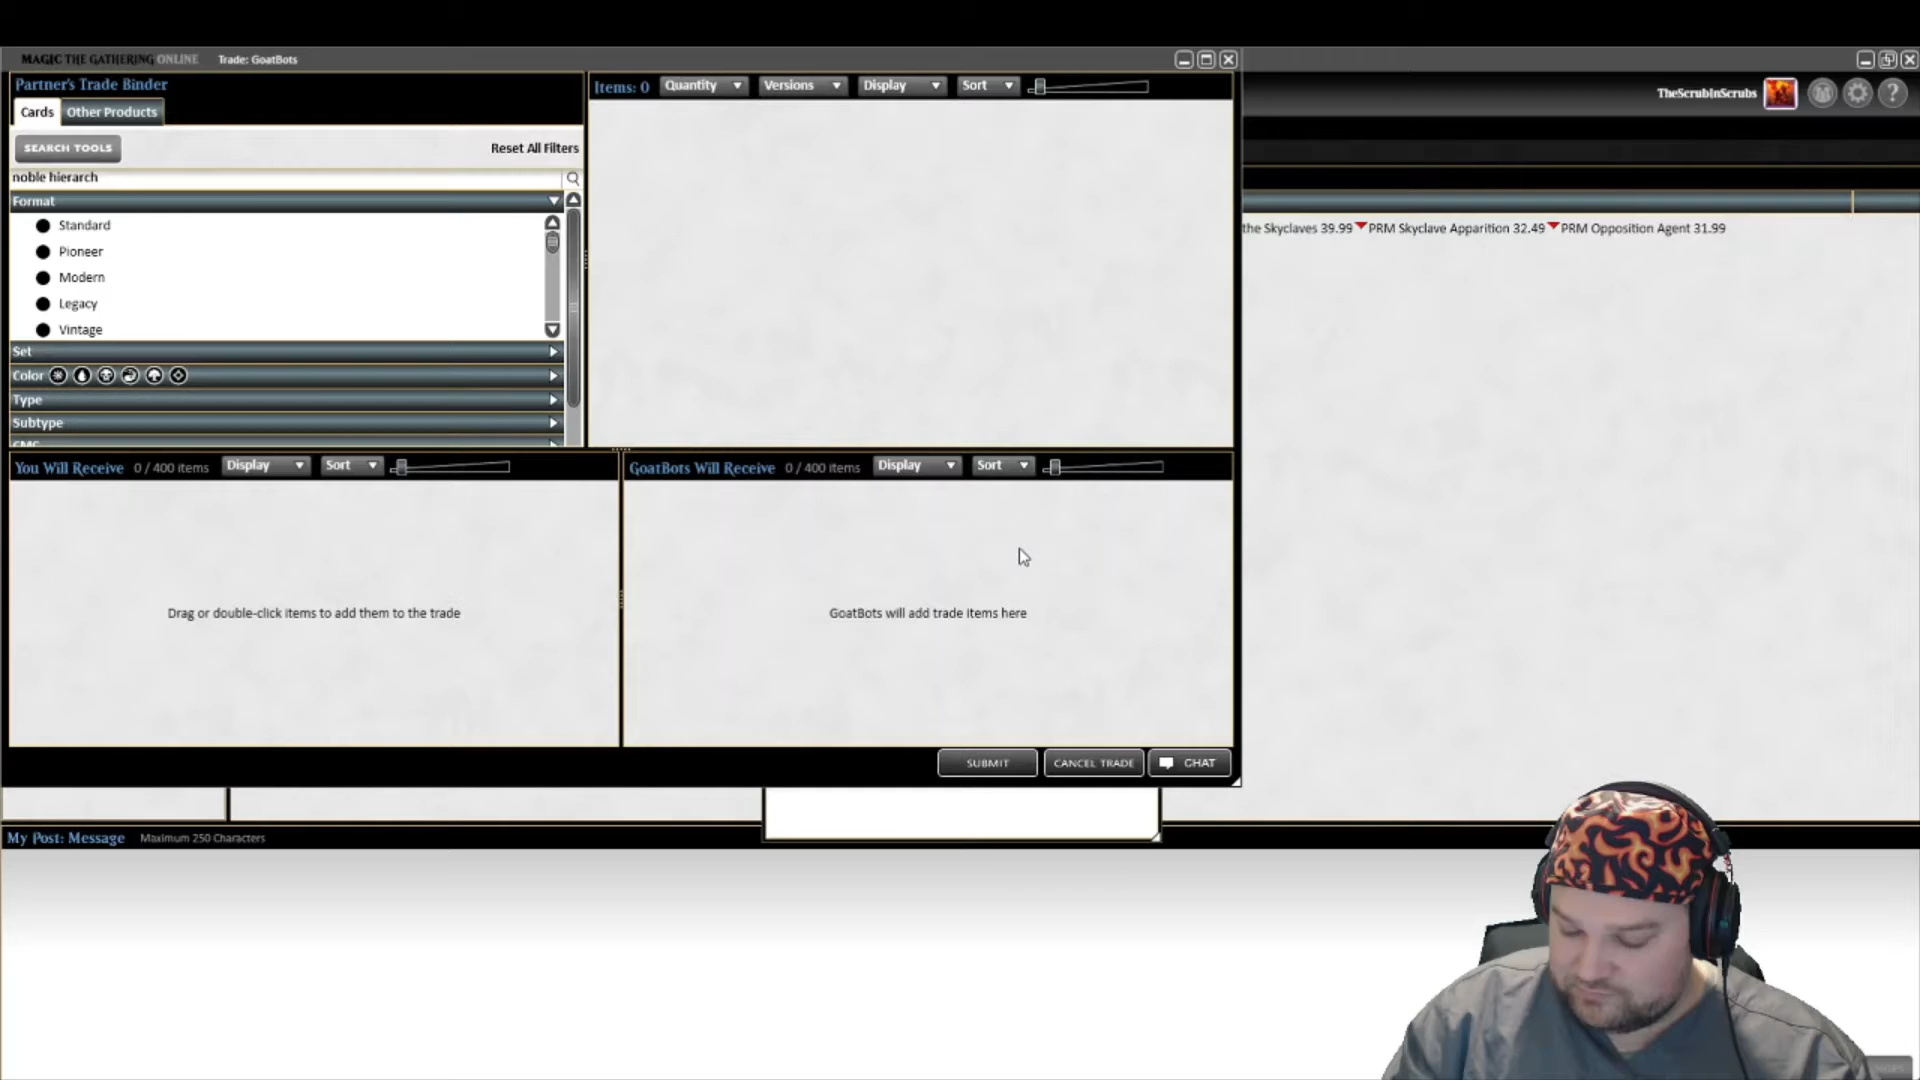 MAGIC THE GATHERING ONLINE Trade: GoatBots
Partner's Trade Binder
Items: 0 Quantity Versions Display Sort
TheScrubInScrubs
Cards Other Products
SEARCH TOOLS Reset All Filters
noble hierarch
Format
Standard
Pioneer
Modern
Legacy
Vintage
the Skyclaves 39.99 PRM Skyclave Apparition 32.49 PRM Opposition Agent 31.99
Set
Color
Type
Subtype
CMC
You Will Receive 0 / 400 items Display Sort
GoatBots Will Receive 0 / 400 items Display Sort
Drag or double-click items to add them to the trade
GoatBots will add trade items here
SUBMIT CANCEL TRADE CHAT
My Post: Message Maximum 250 Characters